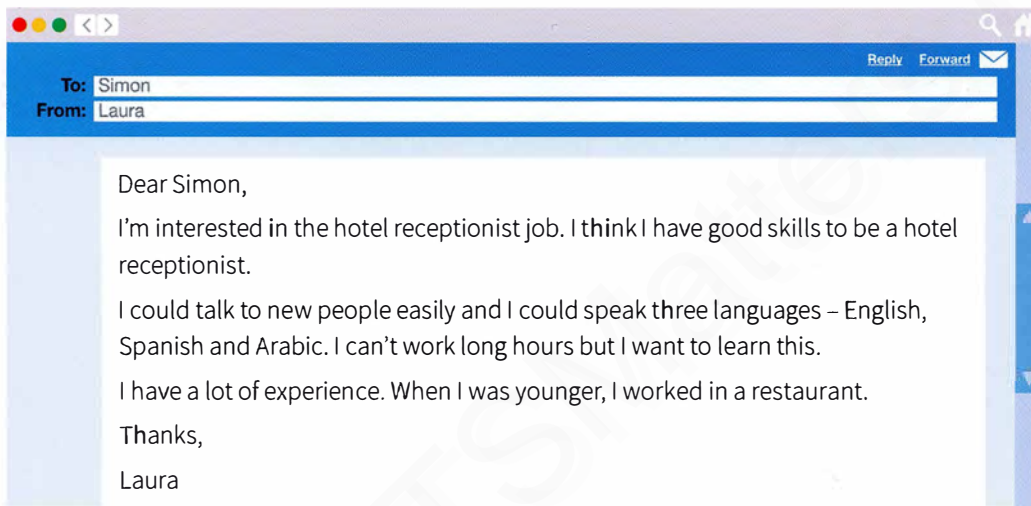 Reply Forward
To: Simon
From: Laura
Dear Simon,
I'm interested in the hotel receptionist job. I think I have good skills to be a hotel
receptionist.
I could talk to new people easily and I could speak three languages – English,
Spanish and Arabic. I can't work long hours but I want to learn this.
I have a lot of experience. When I was younger, I worked in a restaurant.
Thanks,
Laura